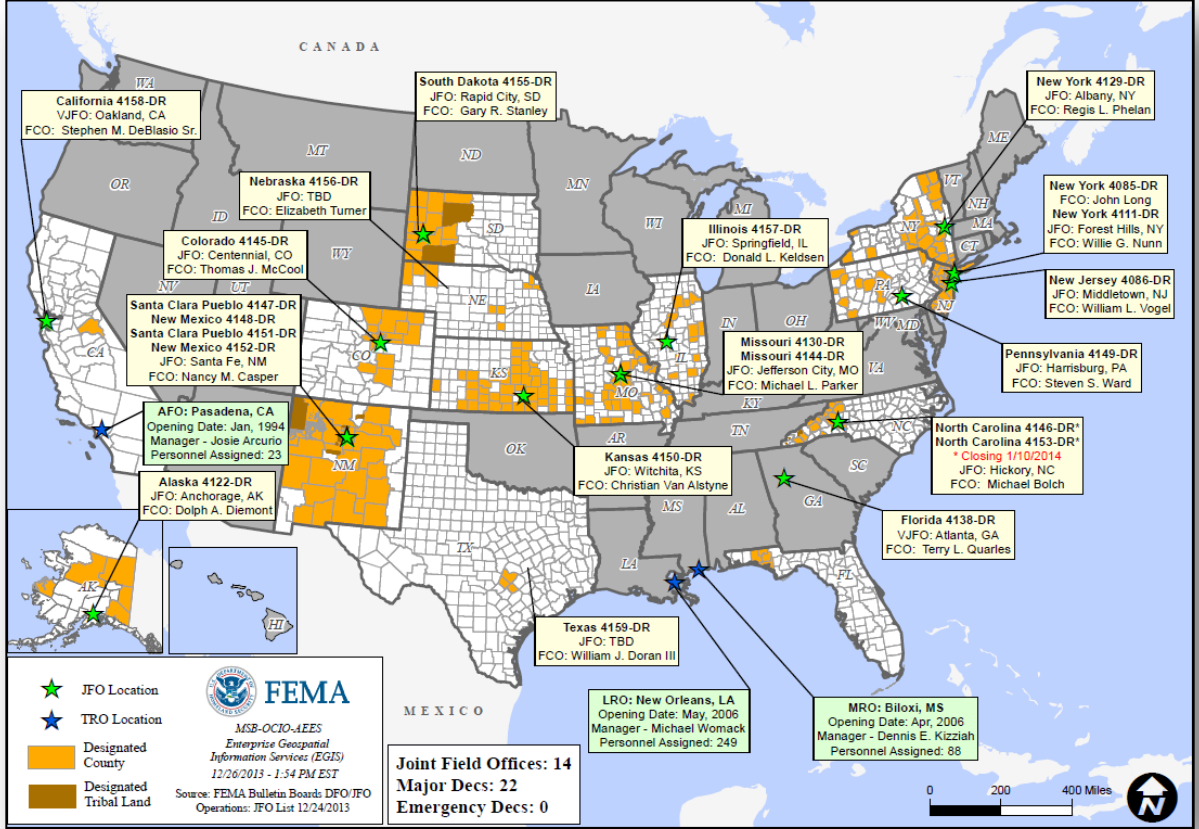 CANADA
WA
California 4158-DR
VJFO: Oakland, CA
FCO: Stephen M. DeBlasio Sr.
South Dakota 4155-DR
JFO: Rapid City, SD
FCO: Gary R. Stanley
New York 4129-DR
JFO: Albany, NY
FCO: Regis L. Phelan
MT
ND
OR
MN
ME
VT
Nebraska 4156-DR
JFO: TBD
FCO: Elizabeth Turner
New York 4085-DR
FCO: John Long
New York 4111-DR
JFO: Forest Hills, NY
FCO: Willie G. Nunn
NH
ID
WI
MI
SD
NY
MA
CT
Illinois 4157-DR
JFO: Springfield, IL
FCO: Donald L. Keldsen
Colorado 4145-DR
JFO: Centennial, CO
FCO: Thomas J. McCool
WY
New Jersey 4086-DR
JFO: Middletown, NJ
FCO: William L. Vogel
NV
UT
IA
NE
PA
NJ
Santa Clara Pueblo 4147-DR
New Mexico 4148-DR
Santa Clara Pueblo 4151-DR
New Mexico 4152-DR
JFO: Santa Fe, NM
FCO: Nancy M. Casper
IN
OH
WV
MD
CA
CO
IL
Missouri 4130-DR
Missouri 4144-DR
JFO: Jefferson City, MO
FCO: Michael L. Parker
Pennsylvania 4149-DR
JFO: Harrisburg, PA
FCO: Steven S. Ward
KS
MO
VA
KY
AFO: Pasadena, CA
Opening Date: Jan, 1994
Manager - Josie Arcurio
Personnel Assigned: 23
NC
North Carolina 4146-DR*
North Carolina 4153-DR*
* Closing 1/10/2014
JFO: Hickory, NC
FCO: Michael Bolch
TN
AR
OK
NM
Kansas 4150-DR
JFO: Witchita, KS
FCO: Christian Van Alstyne
SC
Alaska 4122-DR
JFO: Anchorage, AK
FCO: Dolph A. Diemont
MS
AL
GA
Florida 4138-DR
VJFO: Atlanta, GA
FCO: Terry L. Quarles
TX
LA
FL
AK
HI
Texas 4159-DR
JFO: TBD
FCO: William J. Doran III
LRO: New Orleans, LA
Opening Date: May, 2006
Manager - Michael Womack
Personnel Assigned: 249
MRO: Biloxi, MS
Opening Date: Apr, 2006
Manager - Dennis E. Kizziah
Personnel Assigned: 88
MEXICO
JFO Location
TRO Location
Designated
County
Designated
Tribal Land
FEMA
MSB-OCIO-AEES
Enterprise Geospatial
Information Services (EGIS)
12/26/2013 - 1:54 PM EST
Source: FEMA Bulletin Boards DFO/JFO
Operations: JFO List 12/24/2013
Joint Field Offices: 14
Major Decs: 22
Emergency Decs: 0
0 200 400 Miles
N